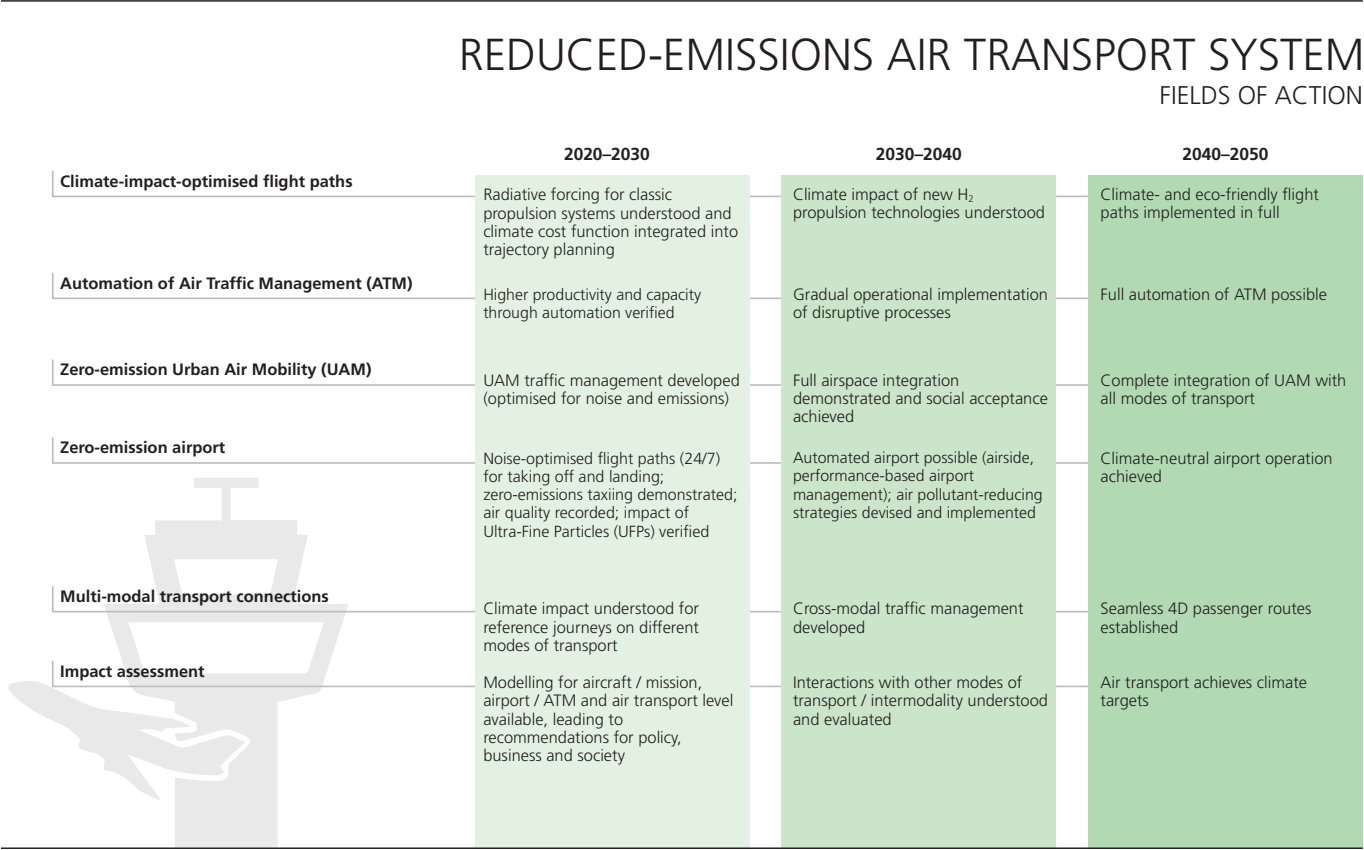 REDUCED-EMISSIONS AIR TRANSPORT SYSTEM
FIELDS OF ACTION
2020–2030
2030–2040
2040–2050
Climate-impact-optimised flight paths
Radiative forcing for classic
propulsion systems understood and
climate cost function integrated into
trajectory planning
Climate impact of new H₂
propulsion technologies understood
Climate- and eco-friendly flight
paths implemented in full
Automation of Air Traffic Management (ATM)
Higher productivity and capacity
through automation verified
Gradual operational implementation
of disruptive processes
Full automation of ATM possible
Zero-emission Urban Air Mobility (UAM)
UAM traffic management developed
(optimised for noise and emissions)
Full airspace integration
demonstrated and social acceptance
achieved
Complete integration of UAM with
all modes of transport
Zero-emission airport
Noise-optimised flight paths (24/7)
for taking off and landing;
zero-emissions taxiing demonstrated;
air quality recorded; impact of
Ultra-Fine Particles (UFPs) verified
Automated airport possible (airside,
performance-based airport
management); air pollutant-reducing
strategies devised and implemented
Climate-neutral airport operation
achieved
Multi-modal transport connections
Climate impact understood for
reference journeys on different
modes of transport
Cross-modal traffic management
developed
Seamless 4D passenger routes
established
Impact assessment
Modelling for aircraft / mission,
airport / ATM and air transport level
available, leading to
recommendations for policy,
business and society
Interactions with other modes of
transport / intermodality understood
and evaluated
Air transport achieves climate
targets